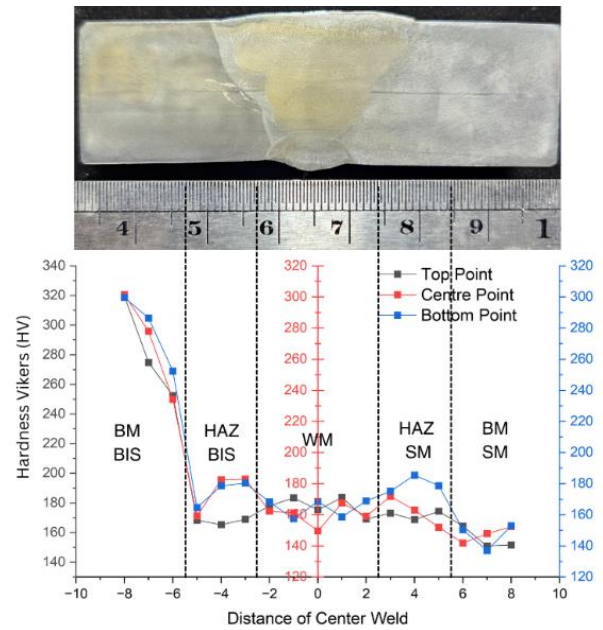 4 5 6 7 8 9 1
340 320 320
320 300 300
300 280 280
280 260 260
260 240 240
240 220 220
220 200 200
200 180 180
180 160 160
160 140 140
140 120 120
Top Point
Centre Point
Bottom Point
Hardness Vikers (HV)
BM HAZ WM HAZ BM
BIS BIS SM SM
−10 −8 −6 −4 −2 0 2 4 6 8 10
Distance of Center Weld